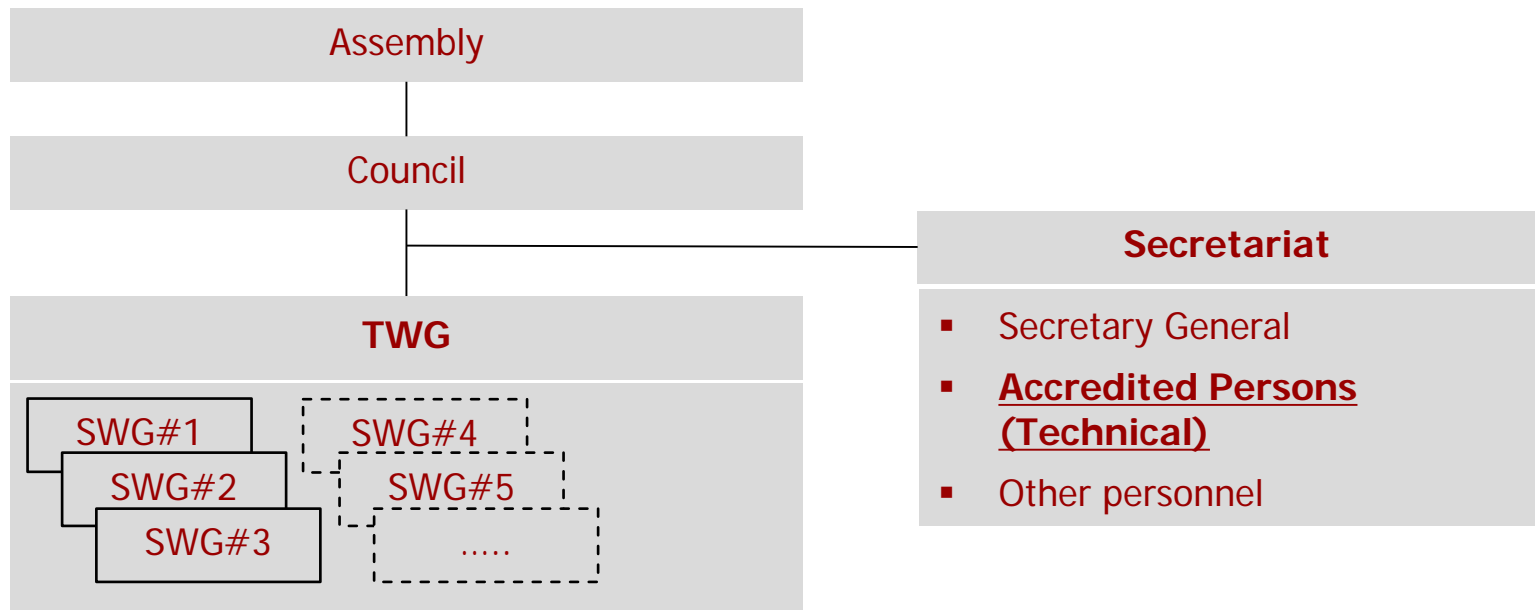 Assembly
Council
Secretariat
TWG
▪ Secretary General
▪ Accredited Persons
(Technical)
▪ Other personnel
SWG#1
SWG#2
SWG#3
SWG#4
SWG#5
.....